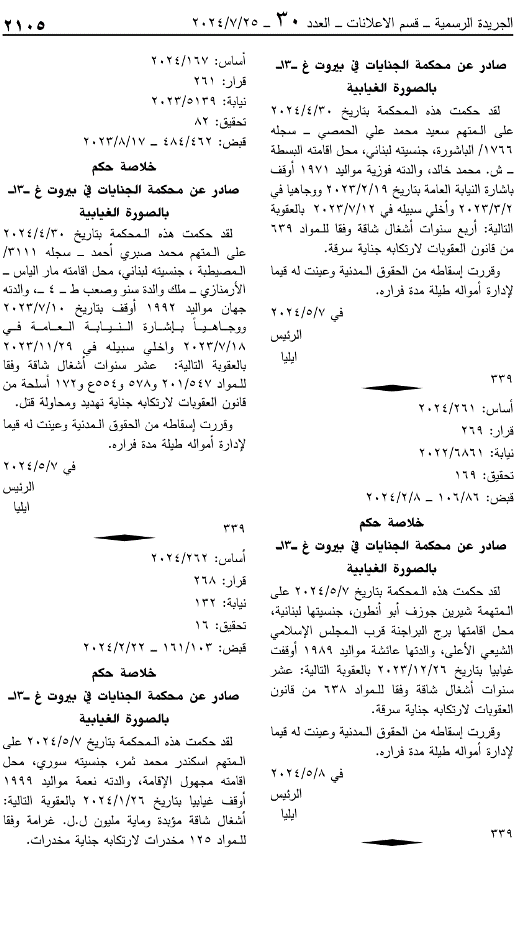 الجريدة الرسمية ــ قسم الاعلانات ــ العدد ٣٠ ــ ٢٠٢٤/٧/٢٥
٢١٠٥
صادر عن محكمة الجنايات في بيروت غ ــ١٣ــ
بالصورة الغيابية
لقد حكمت هذه المحكمة بتاريخ ٢٠٢٤/٤/٣٠
على المتهم سعيد محمد علي الحمصي ــ سجله
١٧٦٦/ الباشورة، جنسيته لبناني، محل اقامته البسطة
ــ ش. محمد خالد، والدته فوزية مواليد ١٩٧١ أوقف
باشارة النيابة العامة بتاريخ ٢٠٢٣/٢/١٩ ووجاهيا في
٢٠٢٣/٣/٢ وأخلي سبيله في ٢٠٢٣/٧/١٢ بالعقوبة
التالية: أربع سنوات أشغال شاقة وفقا للمواد ٦٣٩
من قانون العقوبات لارتكابه جناية سرقة.
وقررت إسقاطه من الحقوق المدنية وعينت له قيما
لإدارة أمواله طيلة مدة فراره.
في ٢٠٢٤/٥/٧
الرئيس
ايليا
٣٣٩
أساس: ٢٠٢٤/٢٦١
قرار: ٢٦٩
نيابة: ٢٠٢٢/٦٨٦١
تحقيق: ١٦٩
قبض: ١٠٦/٨٦ ــ ٢٠٢٤/٢/٨
خلاصة حكم
صادر عن محكمة الجنايات في بيروت غ ــ١٣ــ
بالصورة الغيابية
لقد حكمت هذه المحكمة بتاريخ ٢٠٢٤/٥/٧ على
المتهمة شيرين جوزف أبو أنطون، جنسيتها لبنانية،
محل اقامتها برج البراجنة قرب المجلس الإسلامي
الشيعي الأعلى، والدتها عائشة مواليد ١٩٨٩ أوقفت
غيابيا بتاريخ ٢٠٢٣/١٢/٢٦ بالعقوبة التالية: عشر
سنوات أشغال شاقة وفقا للمواد ٦٣٨ من قانون
العقوبات لارتكابه جناية سرقة.
وقررت إسقاطه من الحقوق المدنية وعينت له قيما
لإدارة أمواله طيلة مدة فراره.
في ٢٠٢٤/٥/٨
الرئيس
ايليا
٣٣٩
أساس: ٢٠٢٤/١٦٧
قرار: ٢٦١
نيابة: ٢٠٢٣/٥١٣٩
تحقيق: ٨٢
قبض: ٤٨٤/٤٦٢ ــ ٢٠٢٣/٨/١٧
خلاصة حكم
صادر عن محكمة الجنايات في بيروت غ ــ١٣ــ
بالصورة الغيابية
لقد حكمت هذه المحكمة بتاريخ ٢٠٢٤/٤/٣٠
على المتهم محمد صبري أحمد ــ سجله ٣١١١/
المصيطبة ، جنسيته لبناني، محل اقامته مار الياس ــ
الأرمنازي ــ ملك والدة سنو وصعب ط ــ ٤ ــ، والدته
جهان مواليد ١٩٩٢ أوقف بتاريخ ٢٠٢٣/٧/١٠
ووجاهياً بإشارة النيابة العامة في
٢٠٢٣/٧/١٨ واخلي سبيله في ٢٠٢٣/١١/٢٩
بالعقوبة التالية: عشر سنوات أشغال شاقة وفقا
للمواد ٢٠١/٥٤٧ و٥٧٨ و٥٥٤ع و١٧٢ أسلحة من
قانون العقوبات لارتكابه جناية تهديد ومحاولة قتل.
وقررت إسقاطه من الحقوق المدنية وعينت له قيما
لإدارة أمواله طيلة مدة فراره.
في ٢٠٢٤/٥/٧
الرئيس
ايليا
٣٣٩
أساس: ٢٠٢٤/٢٦٢
قرار: ٢٦٨
نيابة: ١٣٢
تحقيق: ١٦
قبض: ١٦١/١٠٣ ــ ٢٠٢٤/٢/٢٢
خلاصة حكم
صادر عن محكمة الجنايات في بيروت غ ــ١٣ــ
بالصورة الغيابية
لقد حكمت هذه المحكمة بتاريخ ٢٠٢٤/٥/٧ على
المتهم اسكندر محمد ثمر، جنسيته سوري، محل
اقامته مجهول الإقامة، والدته نعمة مواليد ١٩٩٩
أوقف غيابيا بتاريخ ٢٠٢٤/١/٢٦ بالعقوبة التالية:
أشغال شاقة مؤبدة وماية مليون ل.ل. غرامة وفقا
للمواد ١٢٥ مخدرات لارتكابه جناية مخدرات.